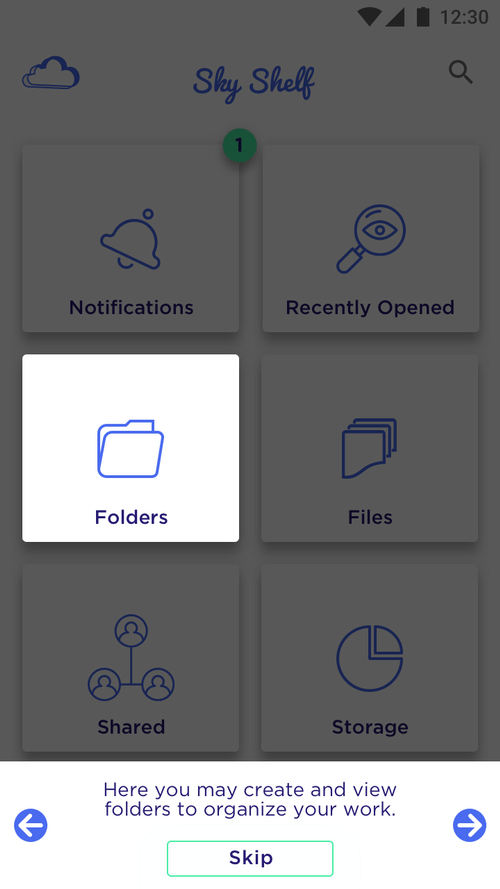 12:30
Sky Shelf
1
Notifications
Recently Opened
Folders
Files
Shared
Storage
Here you may create and view
folders to organize your work.
Skip